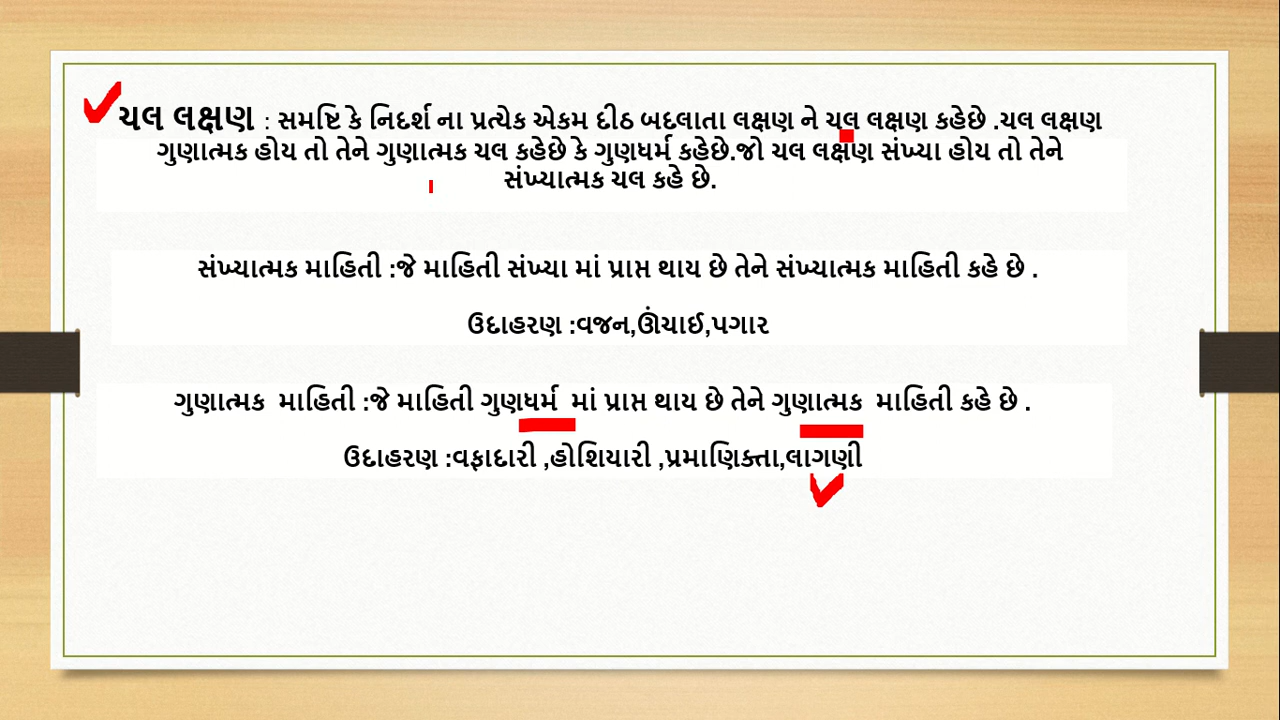 ચલ લક્ષણ : સમષ્ટિ કે નિદર્શ ના પ્રત્યેક એકમ દીઠ બદલાતા લક્ષણ ને ચલ લક્ષણ કહેછે .ચલ લક્ષણ
ગુણાત્મક હોય તો તેને ગુણાત્મક ચલ કહેછે કે ગુણધર્મ કહેછે.જો ચલ લક્ષણ સંખ્યા હોય તો તેને
સંખ્યાત્મક ચલ કહે છે.
સંખ્યાત્મક માહિતી :જે માહિતી સંખ્યા માં પ્રાપ્ત થાય છે તેને સંખ્યાત્મક માહિતી કહે છે .
ઉદાહરણ :વજન,ઊંચાઈ,પગાર
ગુણાત્મક માહિતી :જે માહિતી ગુણધર્મ માં પ્રાપ્ત થાય છે તેને ગુણાત્મક માહિતી કહે છે .
ઉદાહરણ :વફાદારી ,હોશિયારી ,પ્રમાણિક્તા,લાગણી